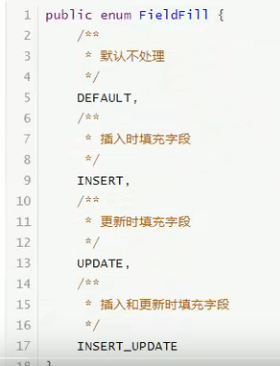 1 public enum FieldFill {
2 /**
3 * 默认不处理
4 */
5 DEFAULT,
6 /**
7 * 插入时填充字段
8 */
9 INSERT,
10 /**
11 * 更新时填充字段
12 */
13 UPDATE,
14 /**
15 * 插入和更新时填充字段
16 */
17 INSERT_UPDATE
18 }